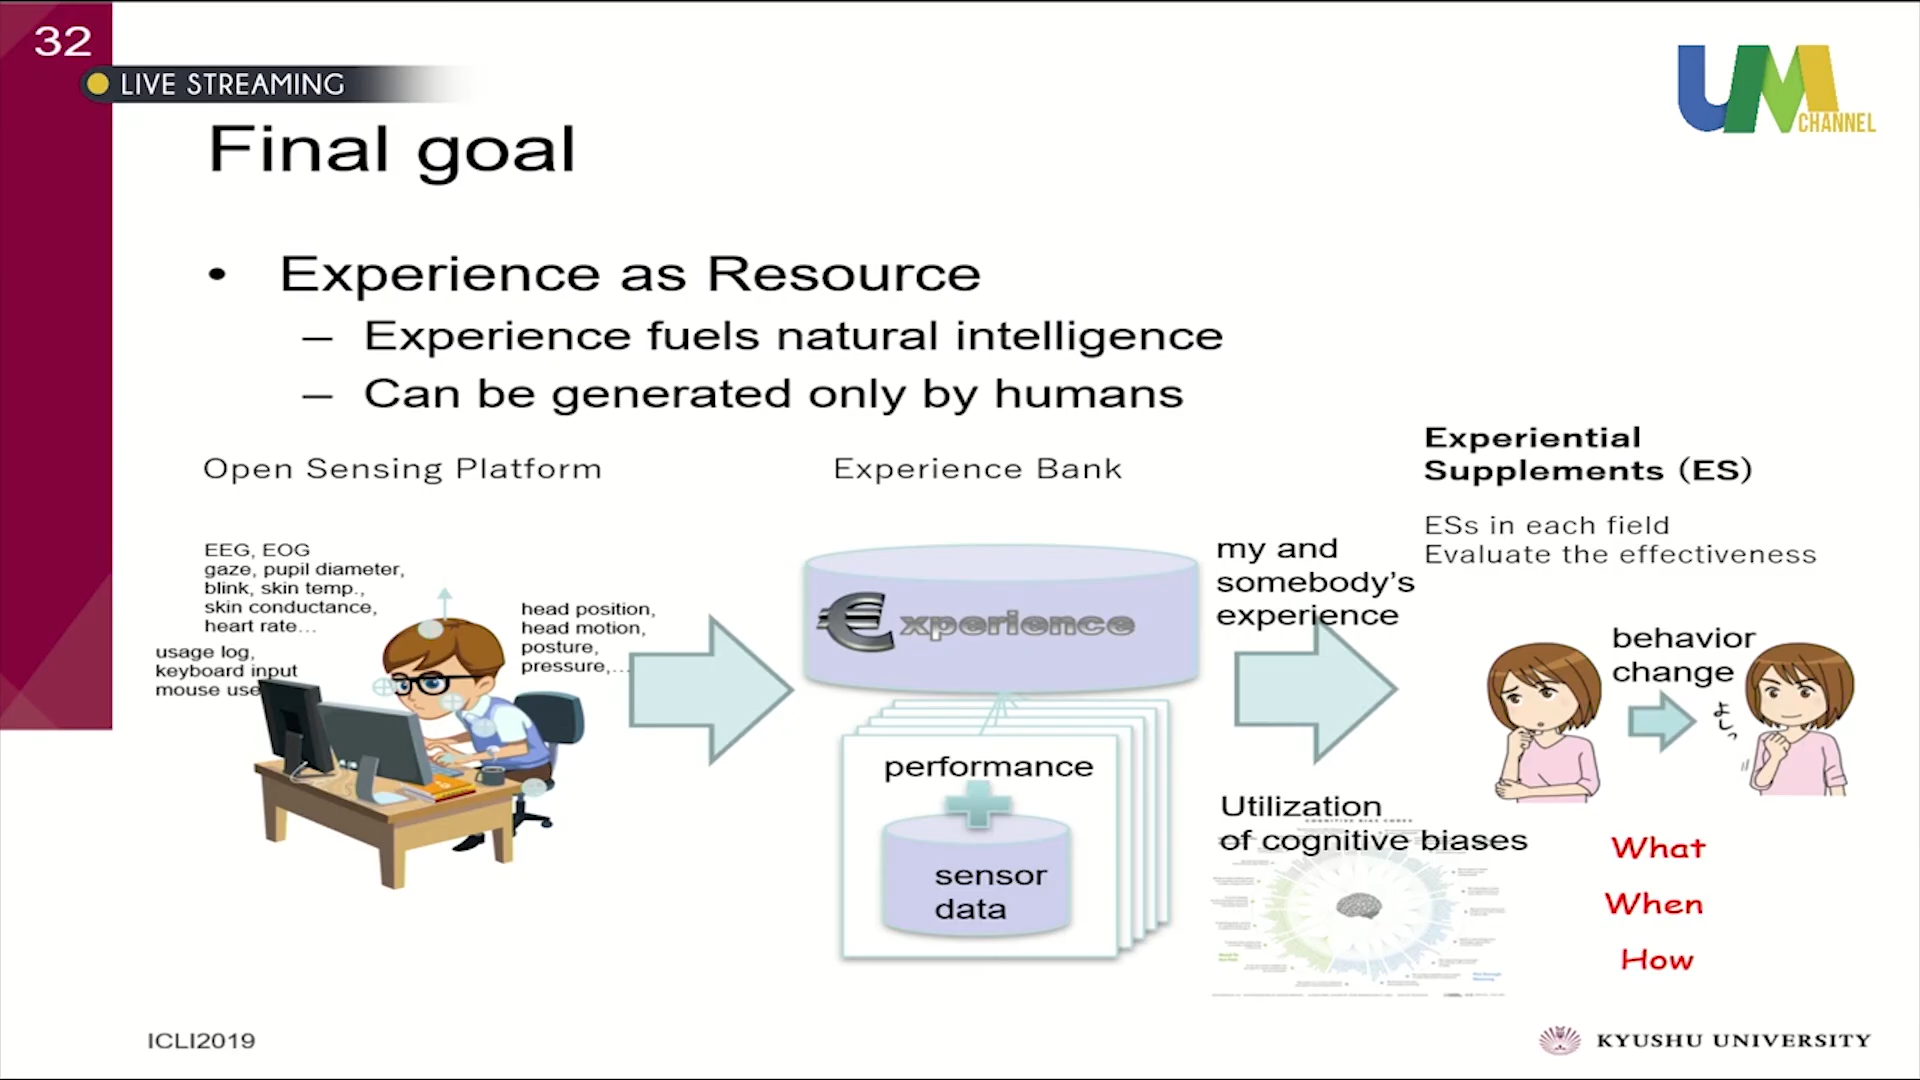 32
LIVE STREAMING
UM
CHANNEL
Final goal
• Experience as Resource
– Experience fuels natural intelligence
– Can be generated only by humans
Open Sensing Platform
EEG, EOG
gaze, pupil diameter,
blink, skin temp.,
skin conductance,
heart rate...
usage log,
keyboard input
mouse use
head position,
head motion,
posture,
pressure,...
Experience Bank
€xperience
performance
sensor
data
my and
somebody's
experience
Utilization
of cognitive biases
COGNITIVE BIAS CODEX
Experiential
Supplements (ES)
ESs in each field
Evaluate the effectiveness
behavior
change
よしっ
What
When
How
ICLI2019
KYUSHU UNIVERSITY